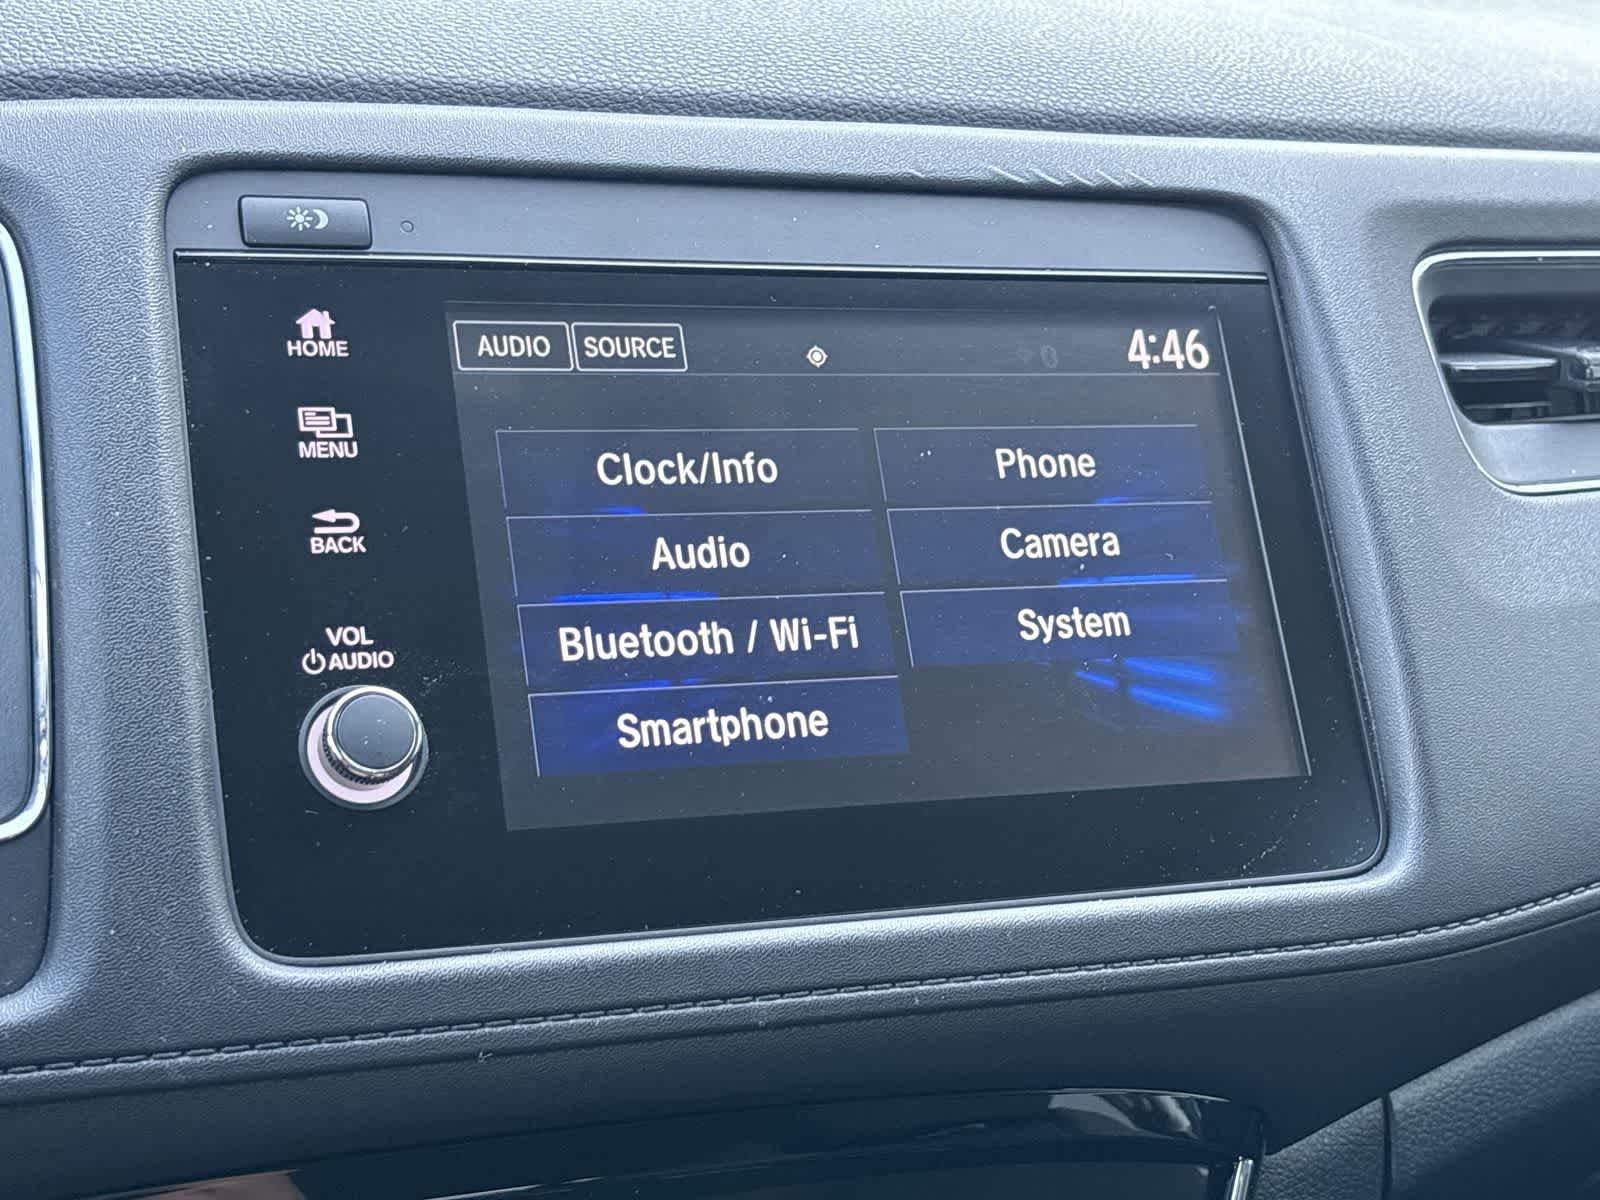 HOME
MENU
BACK
VOL
AUDIO
AUDIO SOURCE 4:46
Clock/Info
Phone
Audio
Camera
Bluetooth / Wi-Fi
System
Smartphone